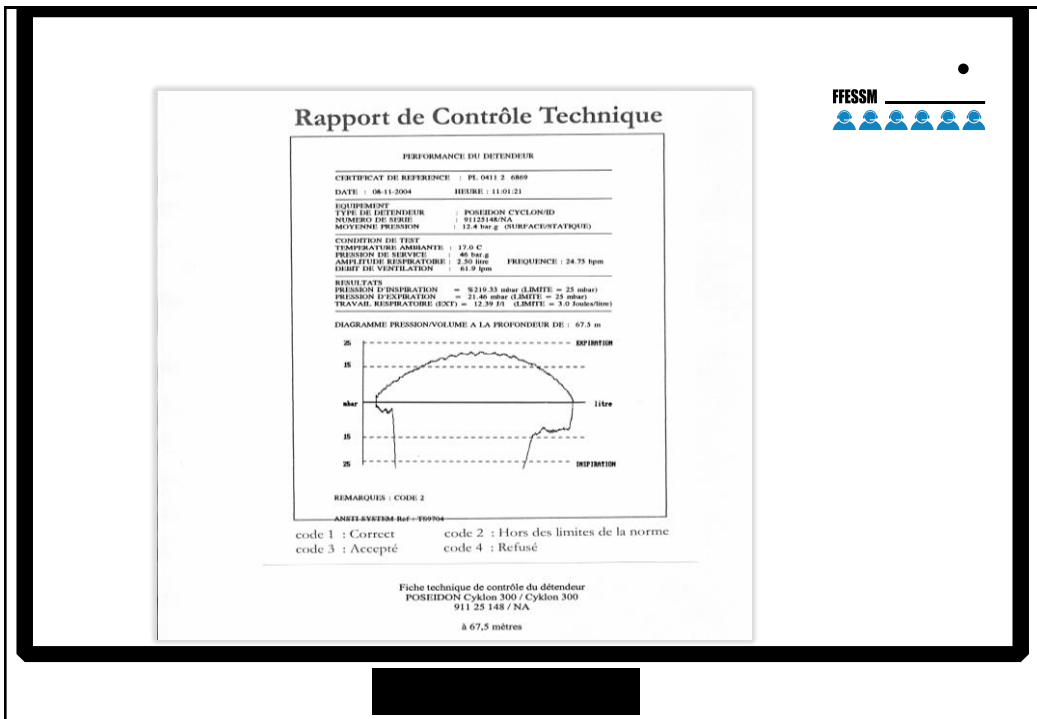 FFESSM
Rapport de Contrôle Technique
PERFORMANCE DU DETENDEUR
CERTIFICAT DE REFERENCE : PL 0411 2 6869
DATE : 08-11-2004 HEURE : 11:01:21
EQUIPEMENT
TYPE DE DETENDEUR : POSEIDON CYCLON/ID
NUMERO DE SERIE : 91125148/NA
MOYENNE PRESSION : 12.4 bar.g (SURFACE/STATIQUE)
CONDITION DE TEST
TEMPERATURE AMBIANTE : 17.0 C
PRESSION DE SERVICE : 46 bar.g
AMPLITUDE RESPIRATOIRE : 2.50 litre FREQUENCE : 24.75 bpm
DEBIT DE VENTILATION : 61.9 lpm
RESULTATS
PRESSION D'INSPIRATION = %219.33 mbar (LIMITE = 25 mbar)
PRESSION D'EXPIRATION = 21.46 mbar (LIMITE = 25 mbar)
TRAVAIL RESPIRATOIRE (EXT) = 12.39 J/l (LIMITE = 3.0 Joules/litre)
DIAGRAMME PRESSION/VOLUME A LA PROFONDEUR DE : 67.5 m
25 EXPIRATION
15
mbar litre
15
25 INSPIRATION
REMARQUES : CODE 2
ANSTI SYSTEM Ref : TS9704
code 1 : Correct code 2 : Hors des limites de la norme
code 3 : Accepté code 4 : Refusé
Fiche technique de contrôle du détendeur
POSEIDON Cyklon 300 / Cyklon 300
911 25 148 / NA
à 67,5 mètres